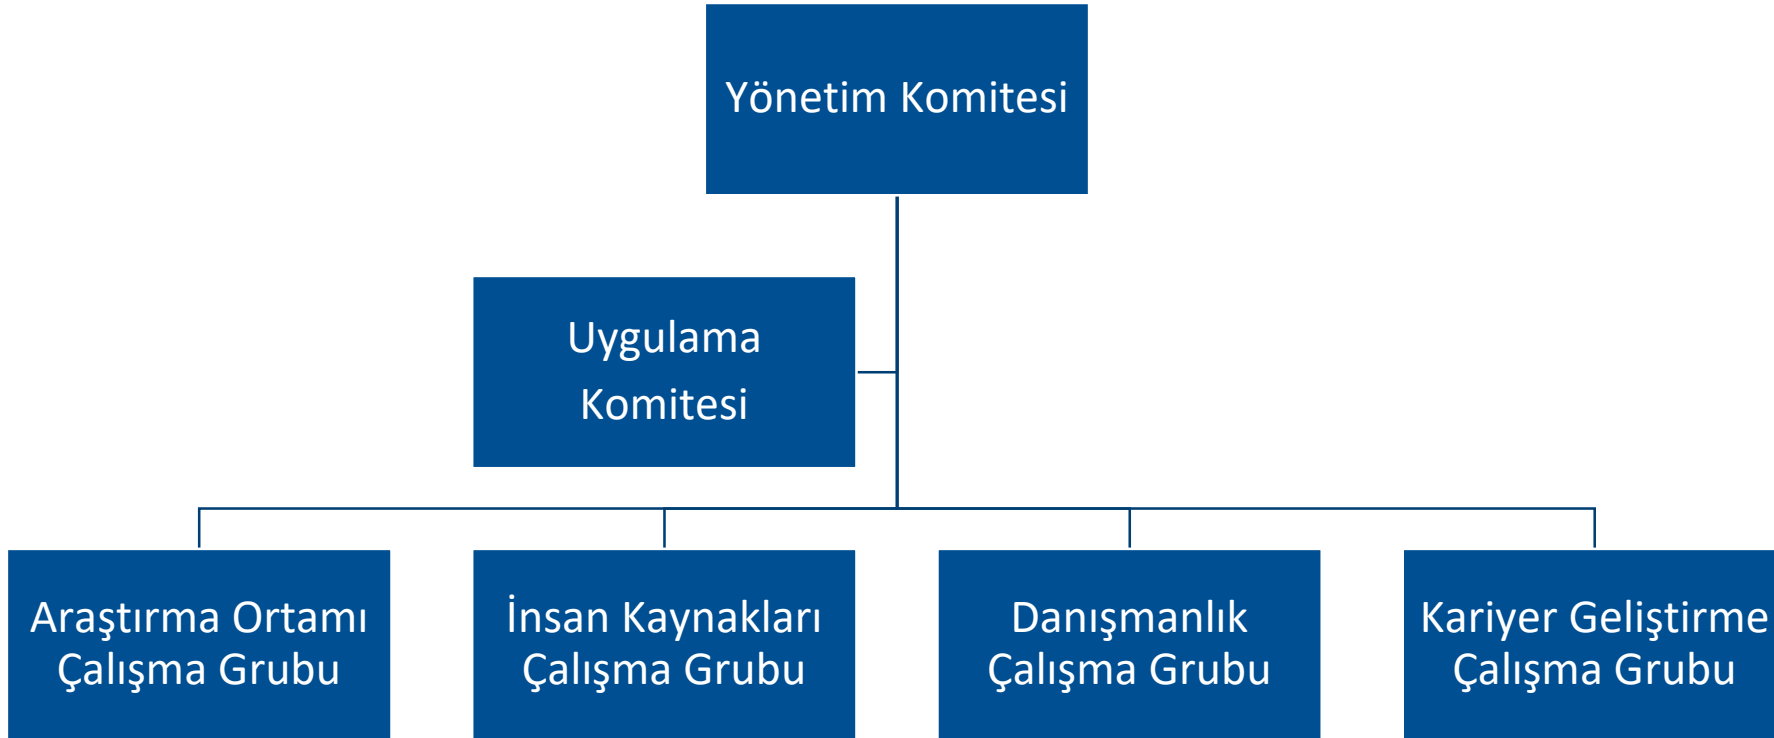 Yönetim Komitesi
Uygulama
Komitesi
Araştırma Ortamı
Çalışma Grubu
İnsan Kaynakları
Çalışma Grubu
Danışmanlık
Çalışma Grubu
Kariyer Geliştirme
Çalışma Grubu